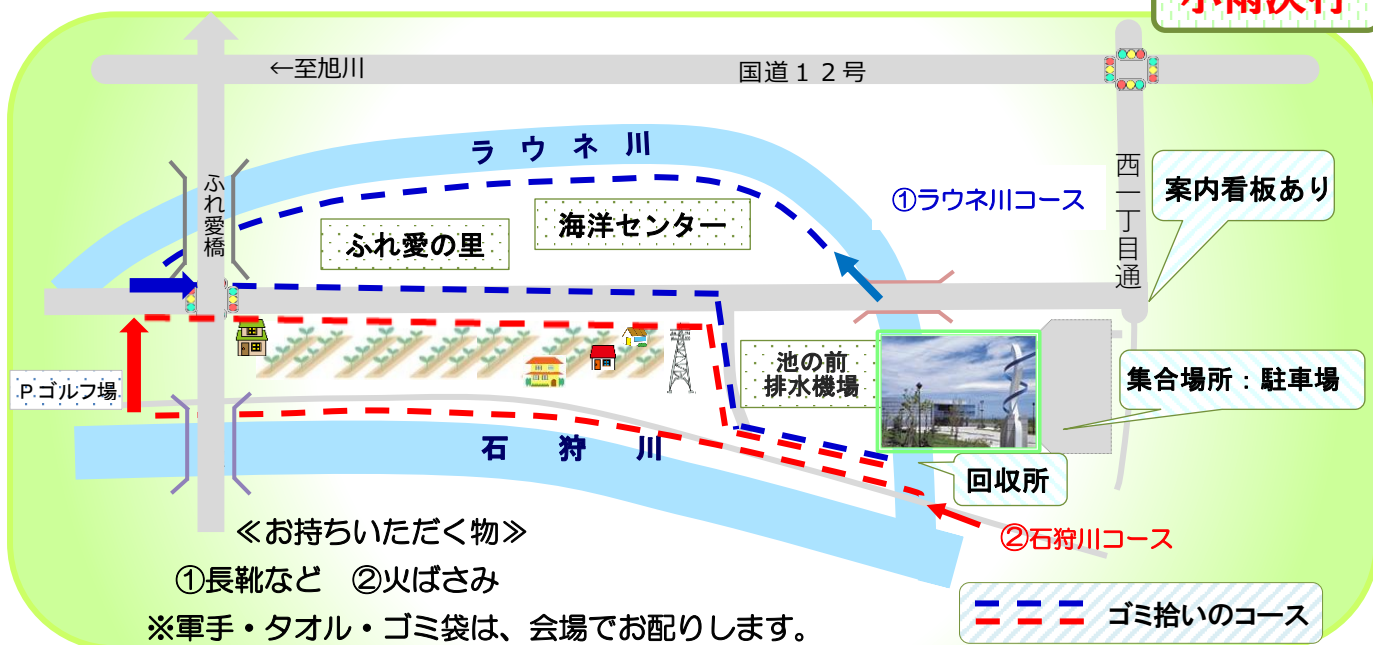 小雨決行
←至旭川
国道１２号
ラウネ川
ふれ愛橋
西一丁目通
案内看板あり
①ラウネ川コース
海洋センター
ふれ愛の里
池の前
排水機場
集合場所：駐車場
Ｐゴルフ場
石狩川
回収所
②石狩川コース
≪お持ちいただく物≫
①長靴など　②火ばさみ
※軍手・タオル・ゴミ袋は、会場でお配りします。
ゴミ拾いのコース